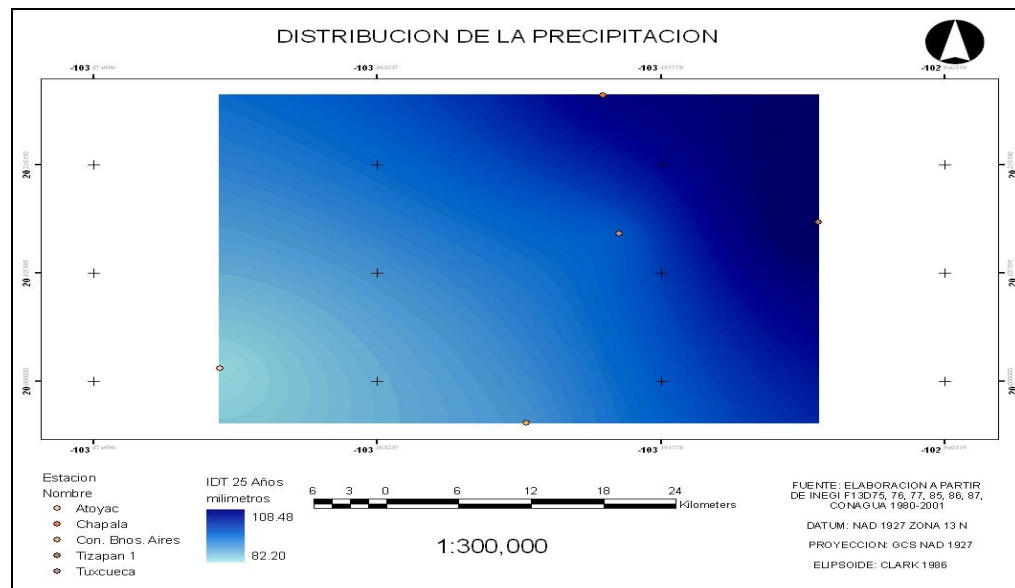 DISTRIBUCION DE LA PRECIPITACION
-103 -103 -103 -102
20 20
20 20
20 20
-103 -103 -103 -102
Estacion
Nombre
Atoyac
Chapala
Con. Bnos. Aires
Tizapan 1
Tuxcueca
IDT 25 Años
milimetros
108.48
82.20
6 3 0 6 12 18 24
Kilometers
1:300,000
FUENTE: ELABORACION A PARTIR
DE INEGI F13D75, 76, 77, 85, 86, 87,
CONAGUA 1980-2001
DATUM: NAD 1927 ZONA 13 N
PROYECCION: GCS NAD 1927
ELIPSOIDE: CLARK 1986